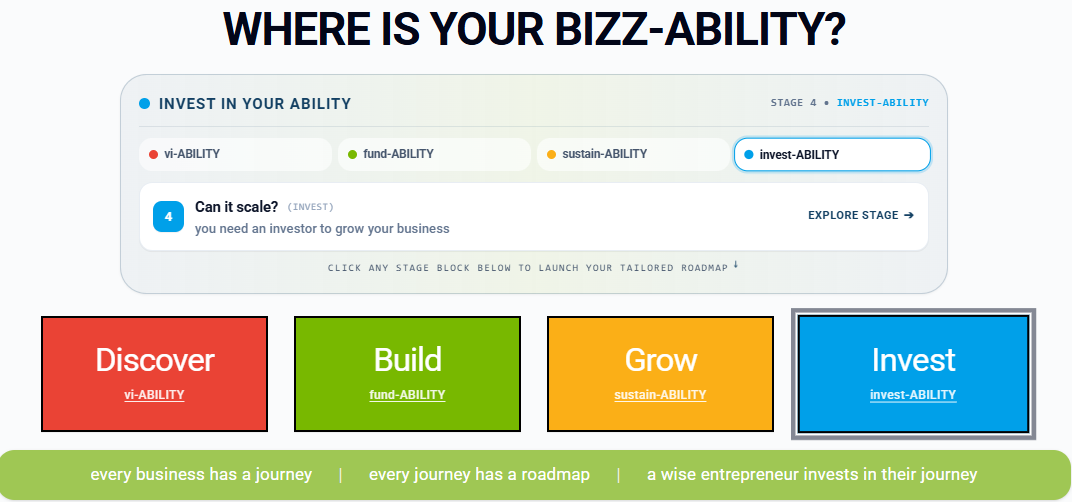 WHERE IS YOUR BIZZ-ABILITY?
INVEST IN YOUR ABILITY
STAGE 4 • INVEST-ABILITY
vi-ABILITY
fund-ABILITY
sustain-ABILITY
invest-ABILITY
4
Can it scale? (INVEST)
you need an investor to grow your business
EXPLORE STAGE ➔
CLICK ANY STAGE BLOCK BELOW TO LAUNCH YOUR TAILORED ROADMAP ↓
Discover
vi-ABILITY
Build
fund-ABILITY
Grow
sustain-ABILITY
Invest
invest-ABILITY
every business has a journey | every journey has a roadmap | a wise entrepreneur invests in their journey